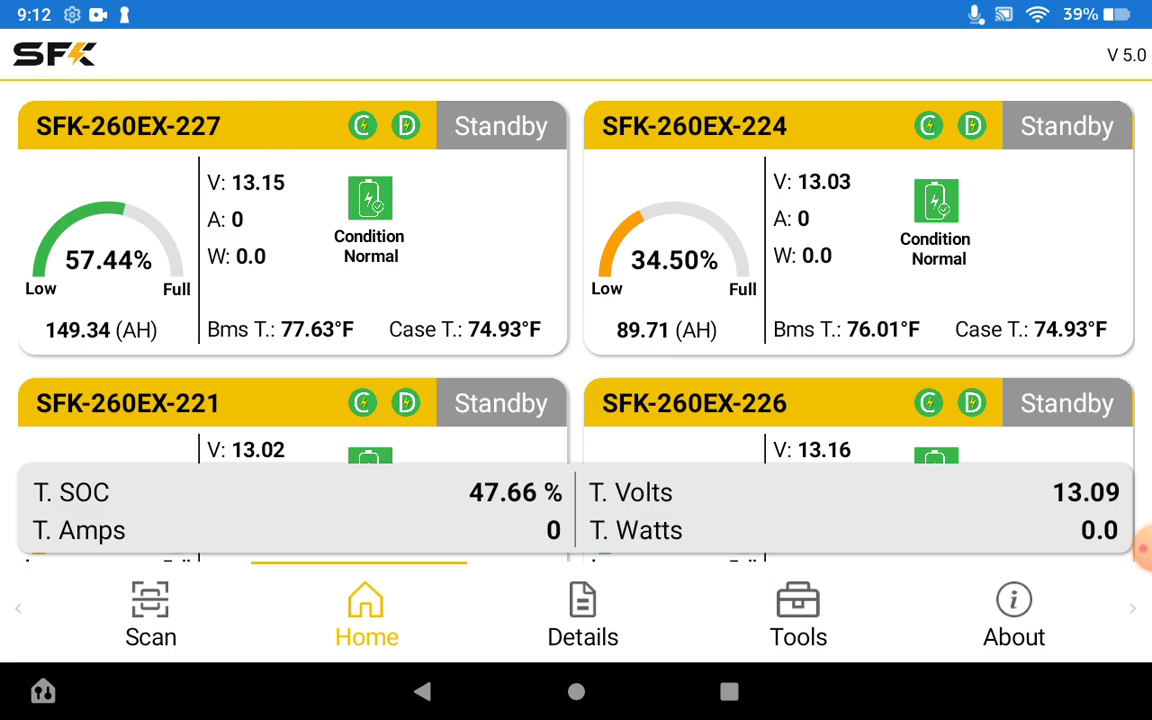 9:12 39%
SFK V 5.0
SFK-260EX-227 C D Standby
V: 13.15
A: 0
W: 0.0
Condition
Normal
57.44%
Low Full
149.34 (AH) Bms T.: 77.63°F Case T.: 74.93°F
SFK-260EX-224 C D Standby
V: 13.03
A: 0
W: 0.0
Condition
Normal
34.50%
Low Full
89.71 (AH) Bms T.: 76.01°F Case T.: 74.93°F
SFK-260EX-221 C D Standby
V: 13.02
SFK-260EX-226 C D Standby
V: 13.16
T. SOC 47.66 % T. Volts 13.09
T. Amps 0 T. Watts 0.0
Scan Home Details Tools About